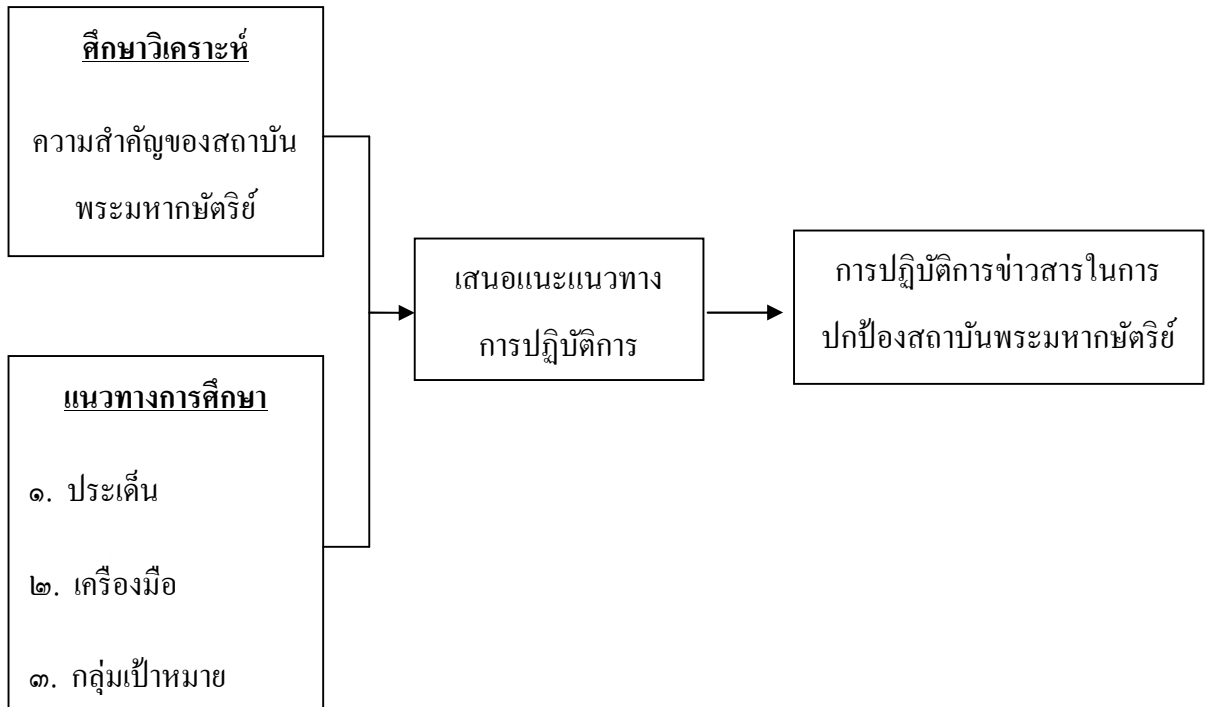 ศึกษาวิเคราะห์
ความสำคัญของสถาบัน
พระมหากษัตริย์
แนวทางการศึกษา
๑. ประเด็น
๒. เครื่องมือ
๓. กลุ่มเป้าหมาย
เสนอแนะแนวทาง
การปฏิบัติการ
การปฏิบัติการข่าวสารในการ
ปกป้องสถาบันพระมหากษัตริย์